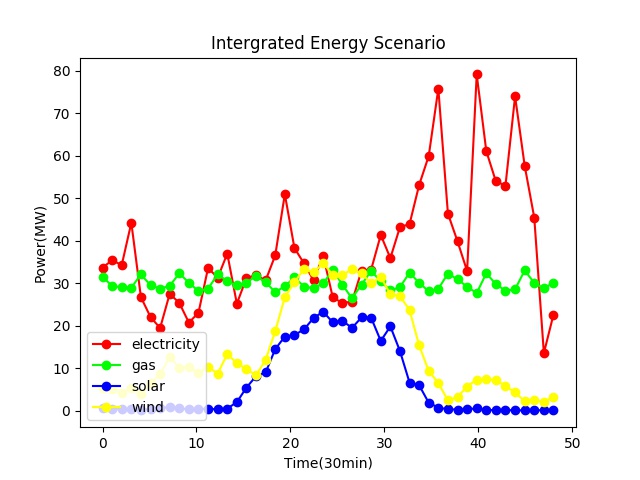 Intergrated Energy Scenario
Power(MW)
80
70
60
50
40
30
20
10
0
electricity
gas
solar
wind
0 10 20 30 40 50
Time(30min)